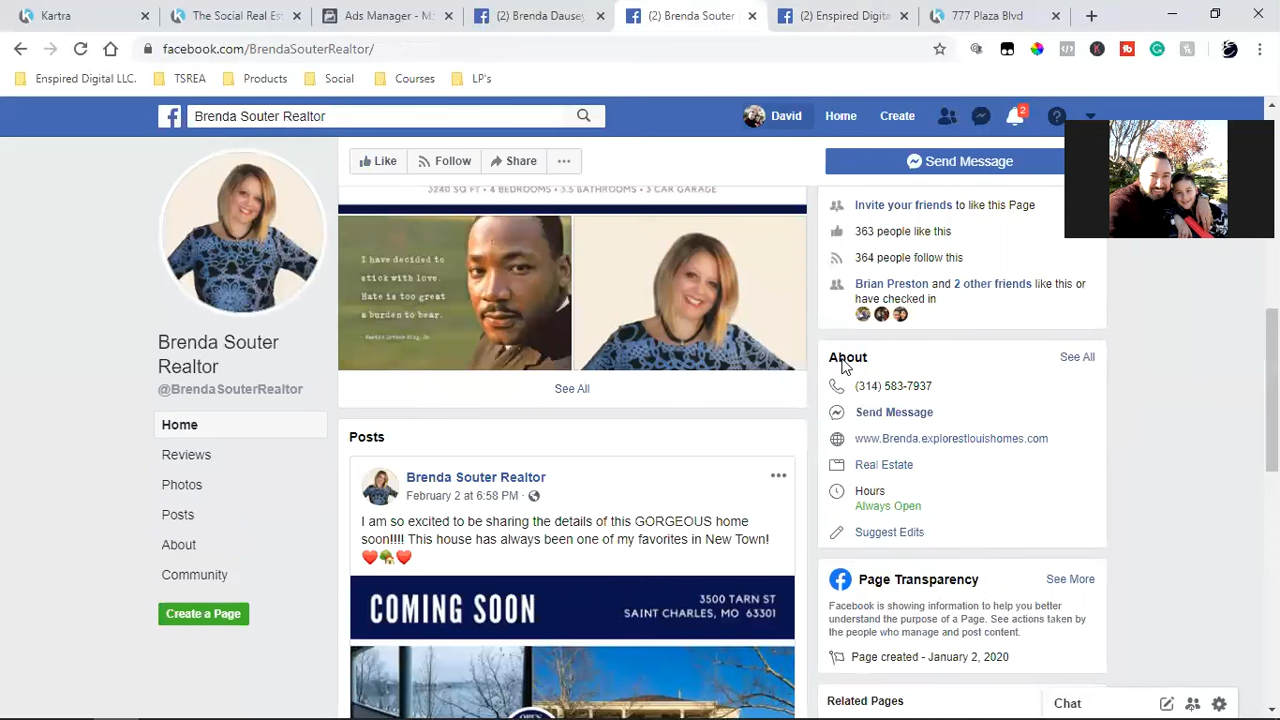 Kartra
The Social Real Est
Ads Manager - M
(2) Brenda Dausey
(2) Brenda Souter
(2) Enspired Digita
777 Plaza Blvd
facebook.com/BrendaSouterRealtor/
Enspired Digital LLC.
TSREA
Products
Social
Courses
LP's
Brenda Souter Realtor
David
Home
Create
2
Like
Follow
Share
Send Message
Brenda Souter
Realtor
@BrendaSouterRealtor
Home
Reviews
Photos
Posts
About
Community
Create a Page
3240 SQ FT • 4 BEDROOMS • 3.5 BATHROOMS • 3 CAR GARAGE
I have decided to
stick with love.
Hate is too great
a burden to bear.
- Martin Luther King, Jr.
See All
Posts
Brenda Souter Realtor
February 2 at 6:58 PM ·
I am so excited to be sharing the details of this GORGEOUS home
soon!!!! This house has always been one of my favorites in New Town!
COMING SOON
3500 TARN ST
SAINT CHARLES, MO 63301
OPEN
Invite your friends to like this Page
363 people like this
364 people follow this
Brian Preston and 2 other friends like this or
have checked in
About
See All
(314) 583-7937
Send Message
www.Brenda.explorestlouishomes.com
Real Estate
Hours
Always Open
Suggest Edits
Page Transparency
See More
Facebook is showing information to help you better
understand the purpose of a Page. See actions taken by
the people who manage and post content.
Page created - January 2, 2020
Related Pages
Chat